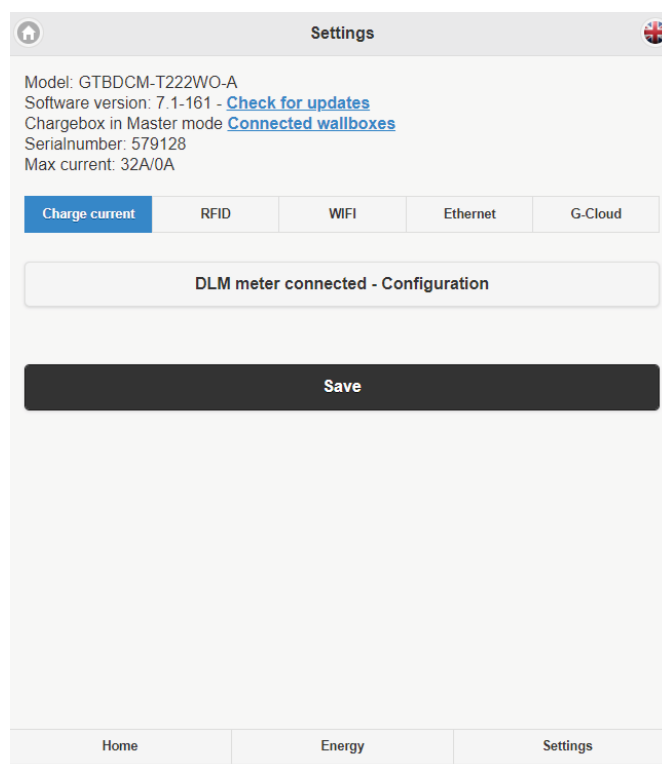 Settings
Model: GTBDCM-T222WO-A
Software version: 7.1-161 - Check for updates
Chargebox in Master mode Connected wallboxes
Serialnumber: 579128
Max current: 32A/0A
Charge current RFID WIFI Ethernet G-Cloud
DLM meter connected - Configuration
Save
Home Energy Settings